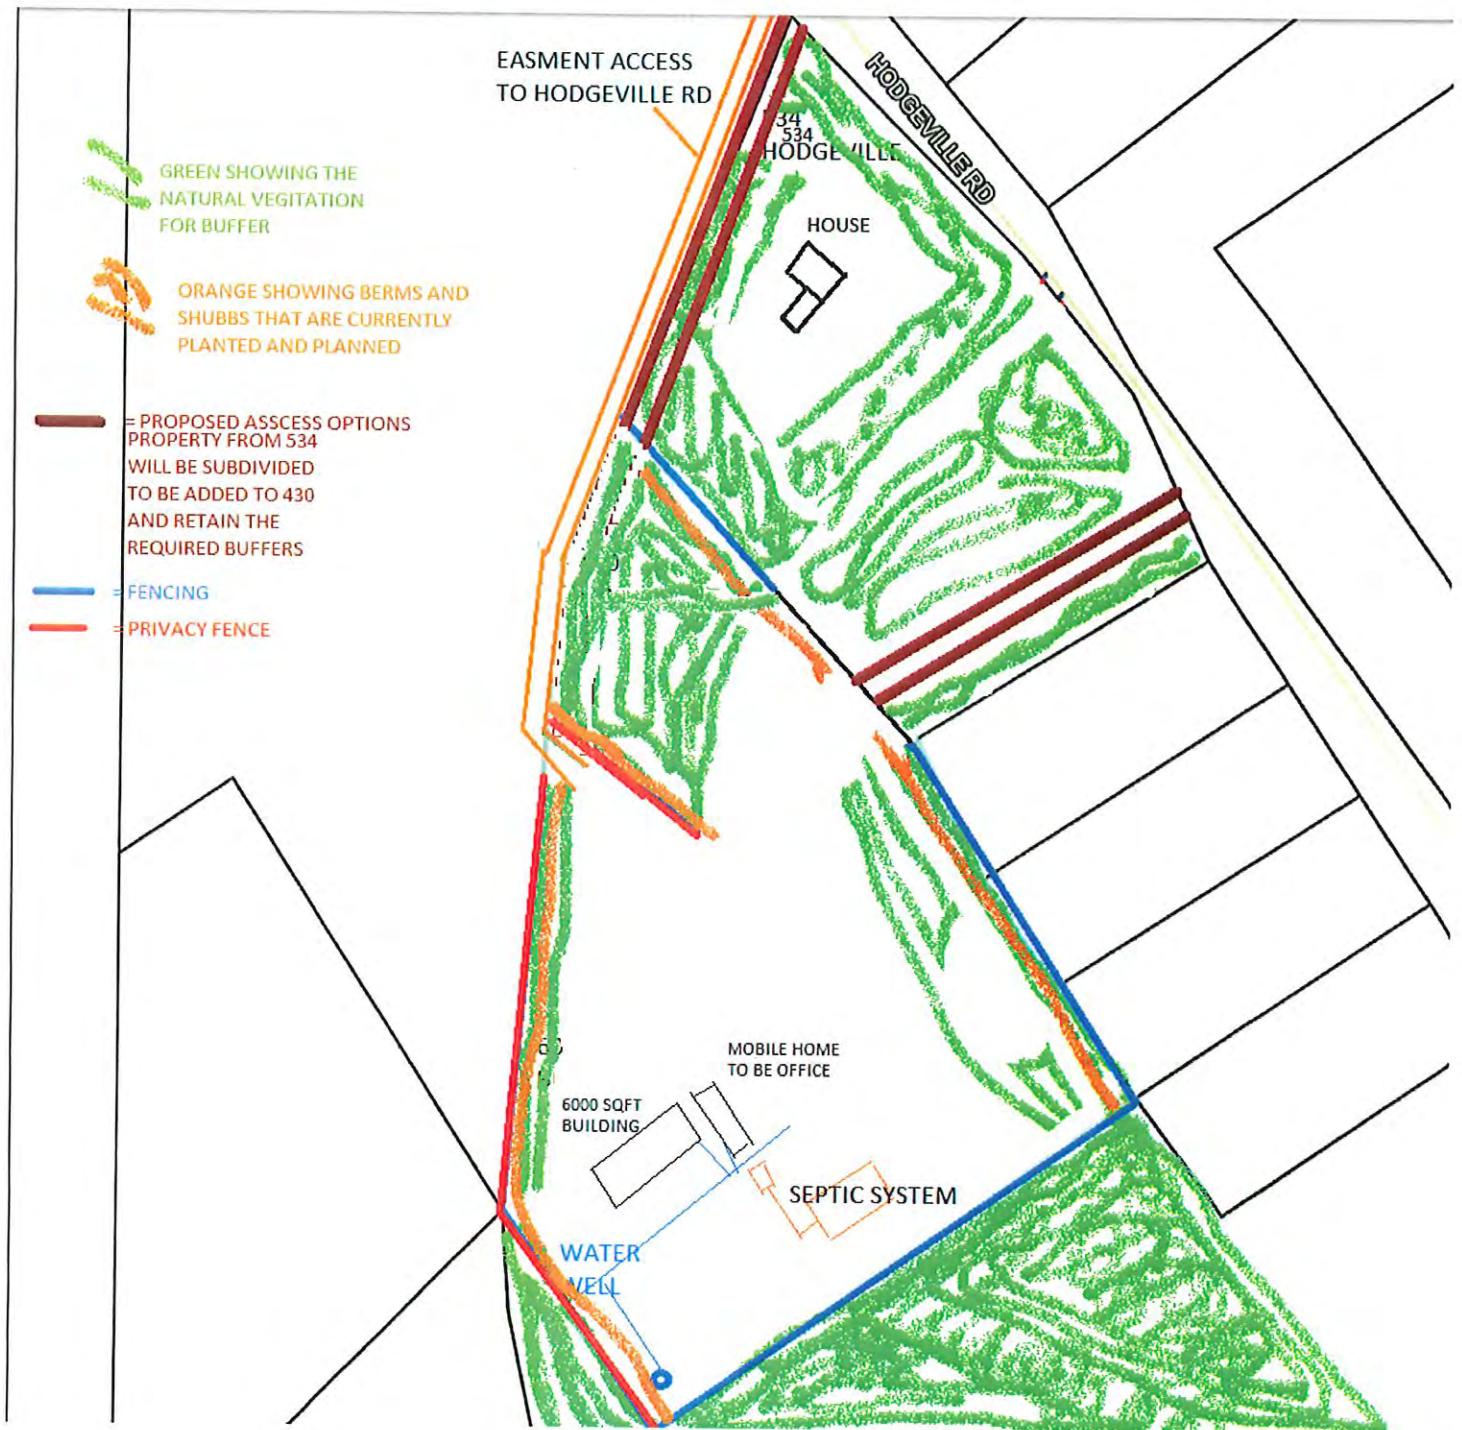 EASMENT ACCESS
TO HODGEVILLE RD
HODGEVILLE RD
34
534
HODGEVILLE
HOUSE
GREEN SHOWING THE
NATURAL VEGITATION
FOR BUFFER
ORANGE SHOWING BERMS AND
SHUBBS THAT ARE CURRENTLY
PLANTED AND PLANNED
= PROPOSED ASSCESS OPTIONS
PROPERTY FROM 534
WILL BE SUBDIVIDED
TO BE ADDED TO 430
AND RETAIN THE
REQUIRED BUFFERS
= FENCING
= PRIVACY FENCE
MOBILE HOME
TO BE OFFICE
6000 SQFT
BUILDING
SEPTIC SYSTEM
WATER
WELL